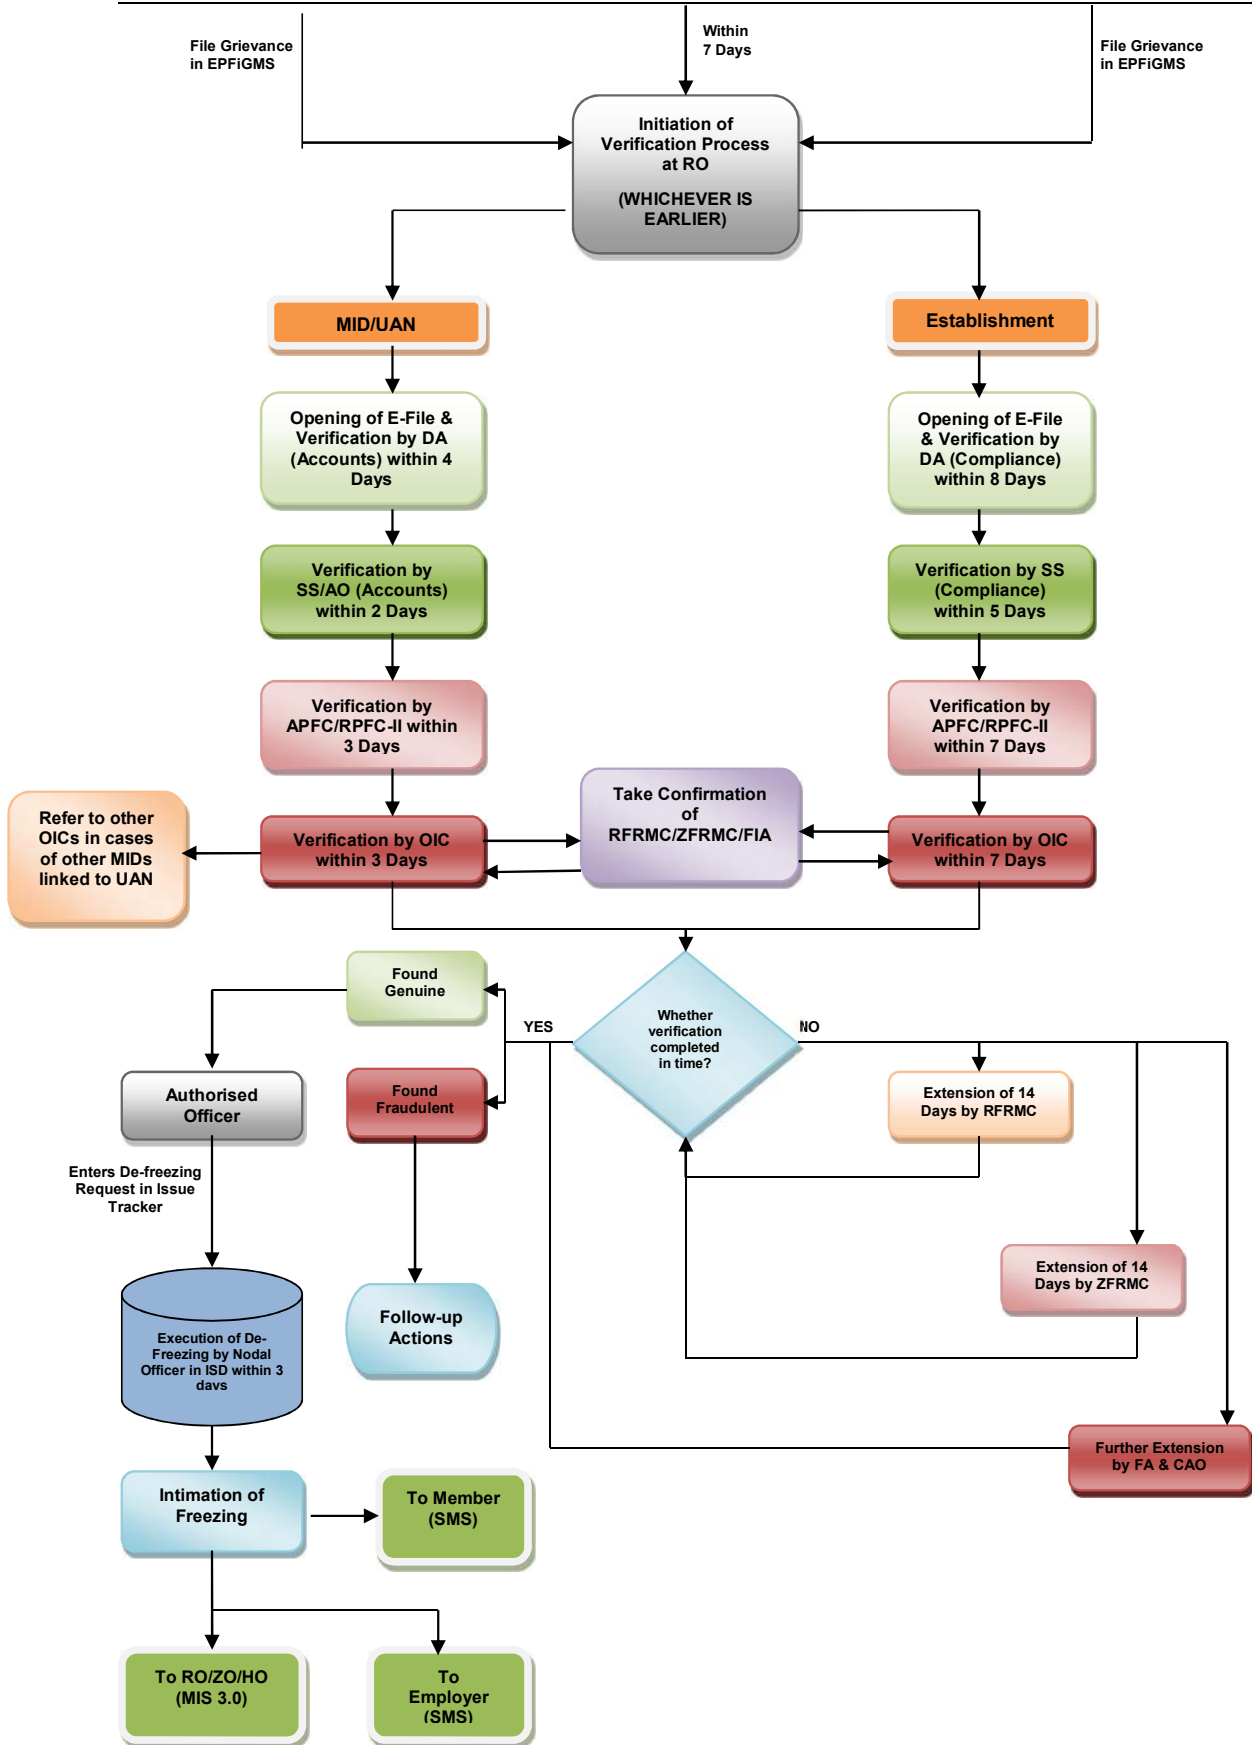 File Grievance
in EPFiGMS
Within
7 Days
File Grievance
in EPFiGMS
Initiation of
Verification Process
at RO
(WHICHEVER IS
EARLIER)
MID/UAN
Establishment
Opening of E-File &
Verification by DA
(Accounts) within 4
Days
Opening of E-File
& Verification by
DA (Compliance)
within 8 Days
Verification by
SS/AO (Accounts)
within 2 Days
Verification by SS
(Compliance)
within 5 Days
Verification by
APFC/RPFC-II within
3 Days
Verification by
APFC/RPFC-II
within 7 Days
Refer to other
OICs in cases
of other MIDs
linked to UAN
Verification by OIC
within 3 Days
Take Confirmation
of
RFRMC/ZFRMC/FIA
Verification by OIC
within 7 Days
Found
Genuine
YES
Whether
verification
completed
in time?
NO
Authorised
Officer
Found
Fraudulent
Extension of 14
Days by RFRMC
Enters De-freezing
Request in Issue
Tracker
Extension of 14
Days by ZFRMC
Execution of De-
Freezing by Nodal
Officer in ISD within 3
days
Follow-up
Actions
Further Extension
by FA & CAO
Intimation of
Freezing
To Member
(SMS)
To RO/ZO/HO
(MIS 3.0)
To
Employer
(SMS)